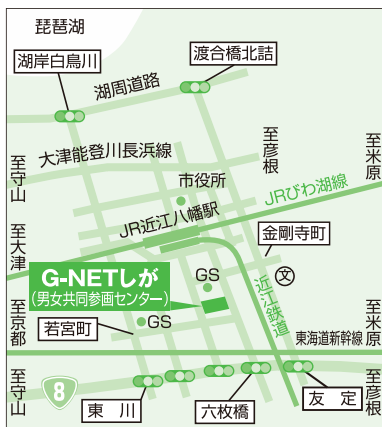 琵琶湖
湖岸白鳥川
渡合橋北詰
湖周道路
大津能登川長浜線
至彦根
至米原
至守山
市役所
JR近江八幡駅
JRびわ湖線
至大津
金剛寺町
GS
文
G-NETしが
(男女共同参画センター)
近江鉄道
至京都
若宮町
GS
東海道新幹線
至米原
至守山
8
東川
六枚橋
友定
至彦根